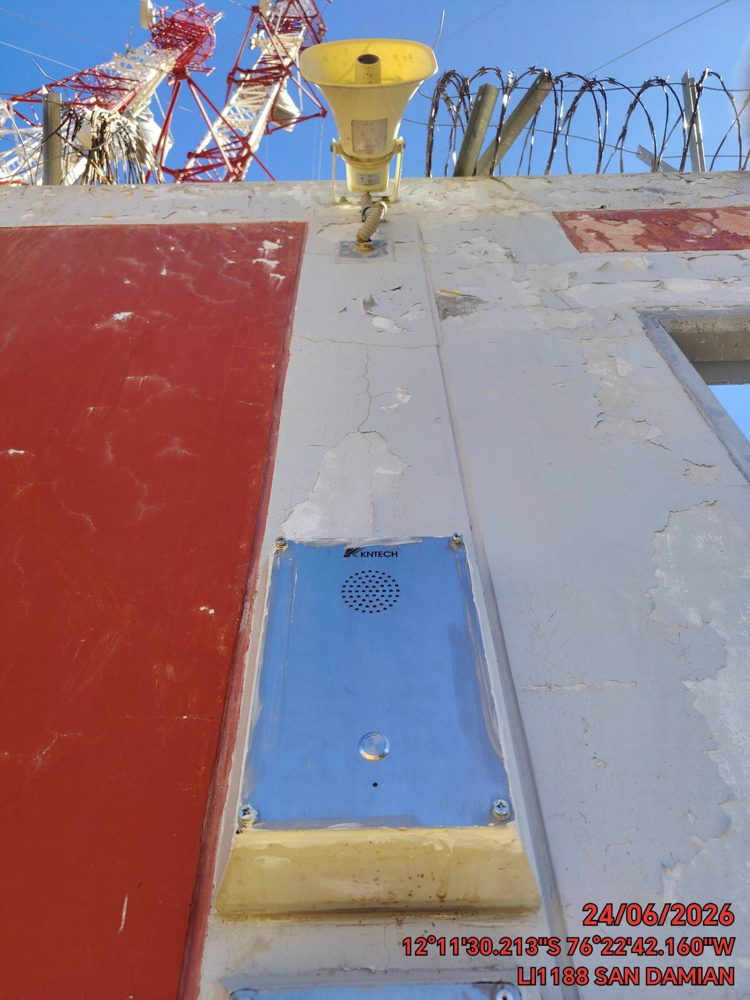 KNTECH
24/06/2026
12°11'30.213"S 76°22'42.160"W
LI1188 SAN DAMIAN